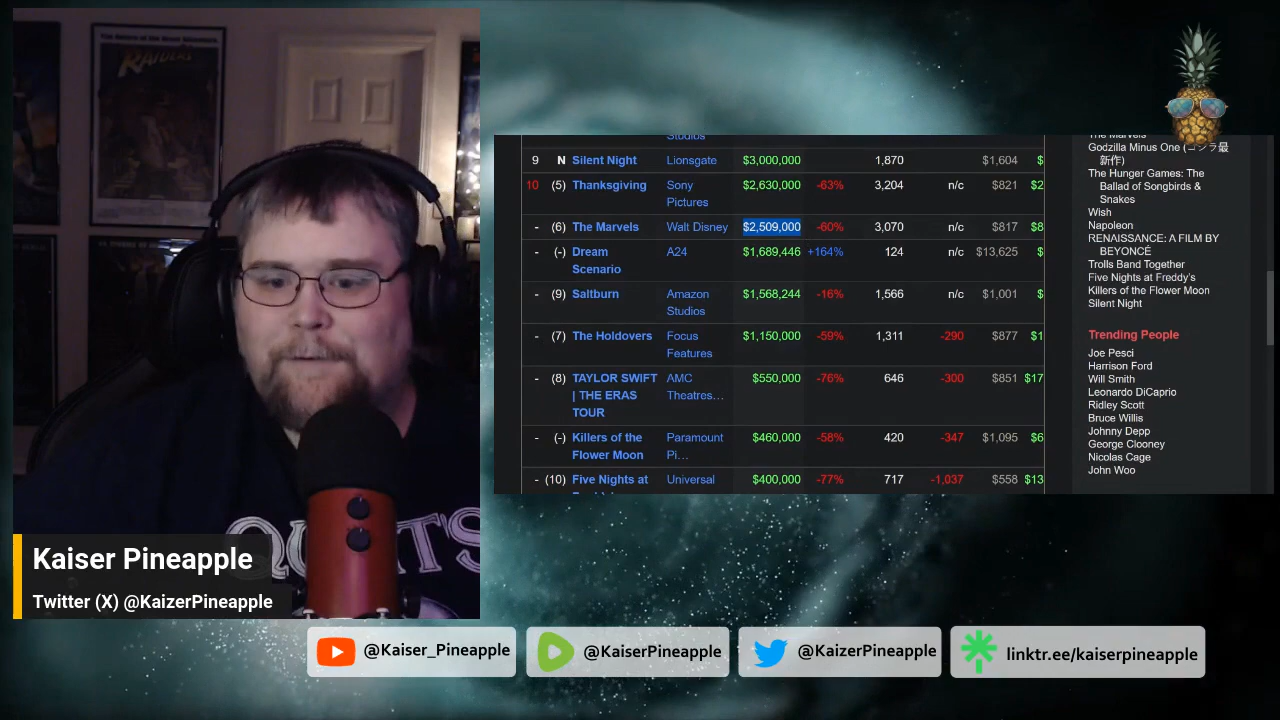 RAIDERS
QUITS
Kaiser Pineapple
Twitter (X) @KaizerPineapple
Studios
9 N Silent Night Lionsgate $3,000,000 1,870 $1,604 $
10 (5) Thanksgiving Sony $2,630,000 -63% 3,204 n/c $821 $2
Pictures
- (6) The Marvels Walt Disney $2,509,000 -60% 3,070 n/c $817 $8
- (-) Dream A24 $1,689,446 +164% 124 n/c $13,625 $
Scenario
- (9) Saltburn Amazon $1,568,244 -16% 1,566 n/c $1,001 $
Studios
- (7) The Holdovers Focus $1,150,000 -59% 1,311 -290 $877 $1
Features
- (8) TAYLOR SWIFT AMC $550,000 -76% 646 -300 $851 $17
| THE ERAS Theatres…
TOUR
- (-) Killers of the Paramount $460,000 -58% 420 -347 $1,095 $6
Flower Moon Pi…
- (10) Five Nights at Universal $400,000 -77% 717 -1,037 $558 $13
The Marvels
Godzilla Minus One (ゴジラ最
新作)
The Hunger Games: The
Ballad of Songbirds &
Snakes
Wish
Napoleon
RENAISSANCE: A FILM BY
BEYONCÉ
Trolls Band Together
Five Nights at Freddy's
Killers of the Flower Moon
Silent Night
Trending People
Joe Pesci
Harrison Ford
Will Smith
Leonardo DiCaprio
Ridley Scott
Bruce Willis
Johnny Depp
George Clooney
Nicolas Cage
John Woo
@Kaiser_Pineapple
@KaiserPineapple
@KaizerPineapple
linktr.ee/kaiserpineapple